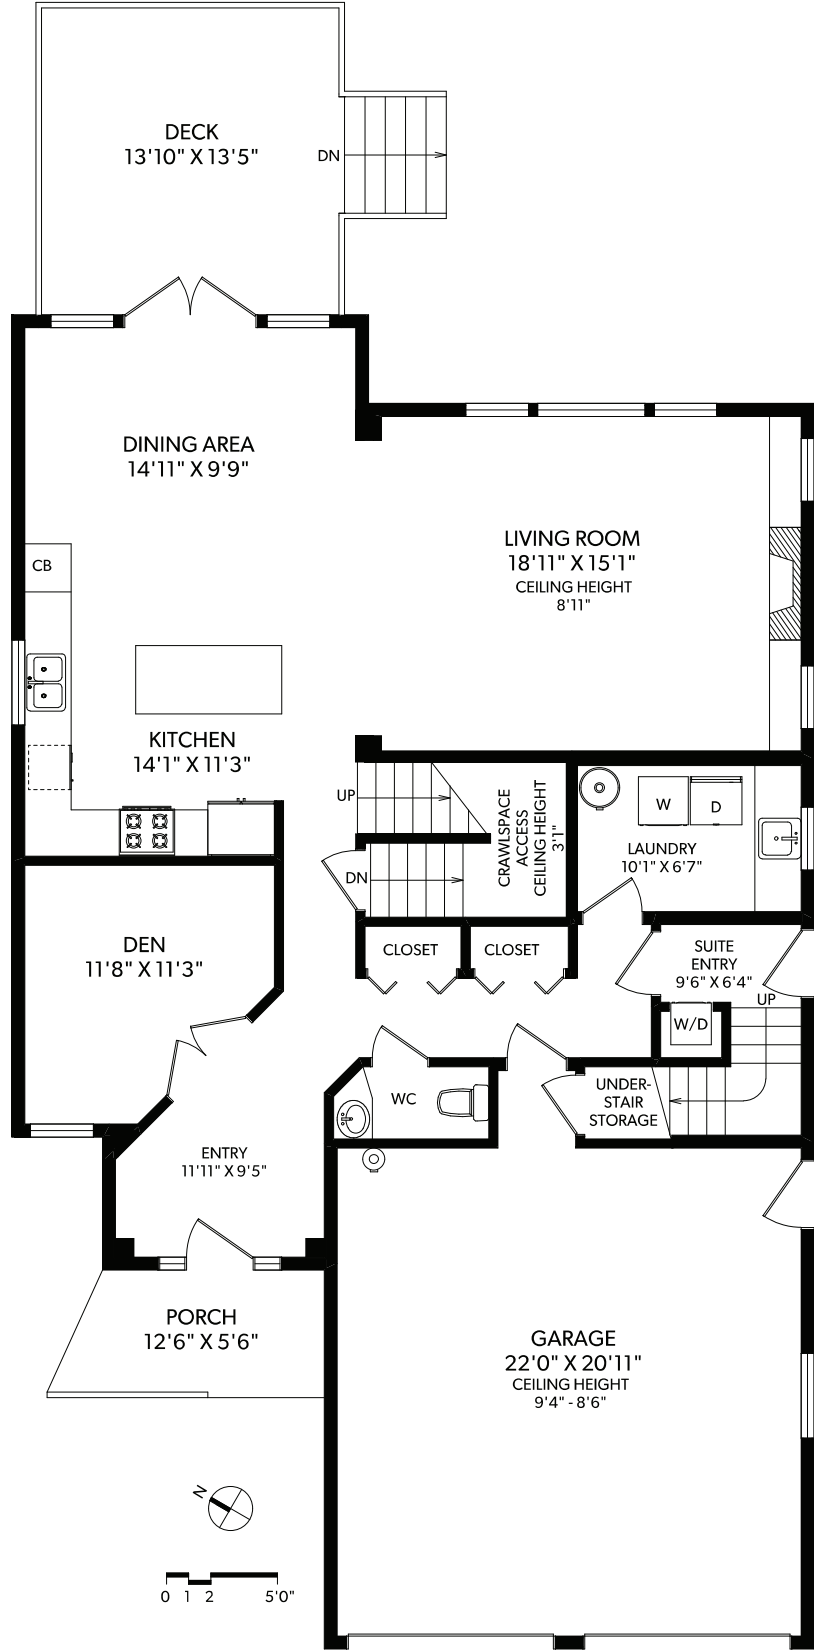 DECK
13'10" X 13'5"
DN
DINING AREA
14'11" X 9'9"
LIVING ROOM
18'11" X 15'1"
CEILING HEIGHT
8'11"
CB
KITCHEN
14'1" X 11'3"
UP
CRAWLSPACE
ACCESS
CEILING HEIGHT
3'1"
W
D
LAUNDRY
10'1" X 6'7"
DN
DEN
11'8" X 11'3"
CLOSET
CLOSET
SUITE
ENTRY
9'6" X 6'4"
UP
W/D
WC
UNDER-
STAIR
STORAGE
ENTRY
11'11" X 9'5"
PORCH
12'6" X 5'6"
GARAGE
22'0" X 20'11"
CEILING HEIGHT
9'4" - 8'6"
N
0 1 2 5'0"